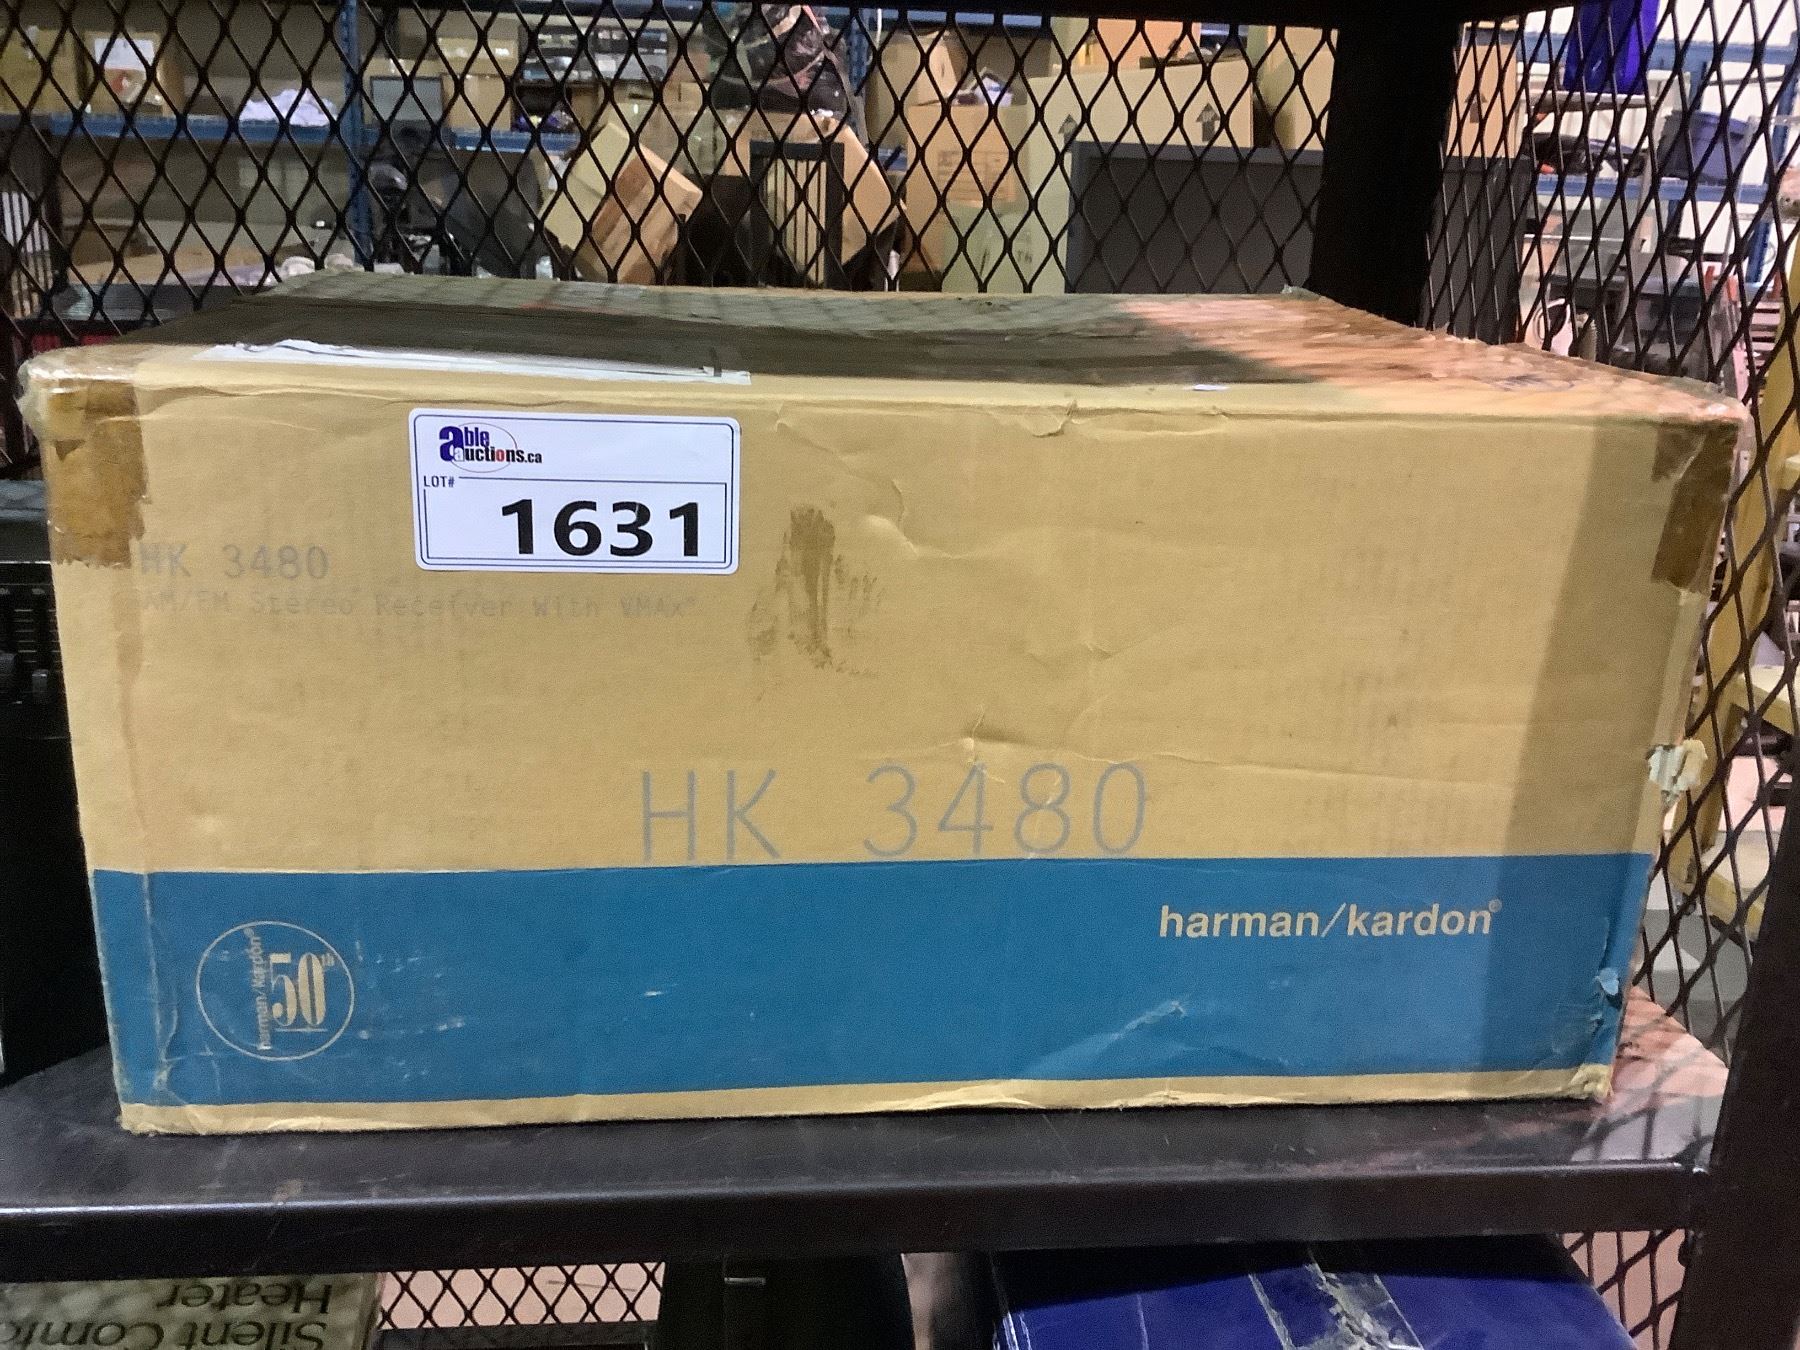 able
auctions.ca
LOT#
1631
HK 3480
AM/FM Stereo Receiver With VMAx®
HK 3480
harman/kardon®
harman/kardon®
50th
Silent Comfo
Heater